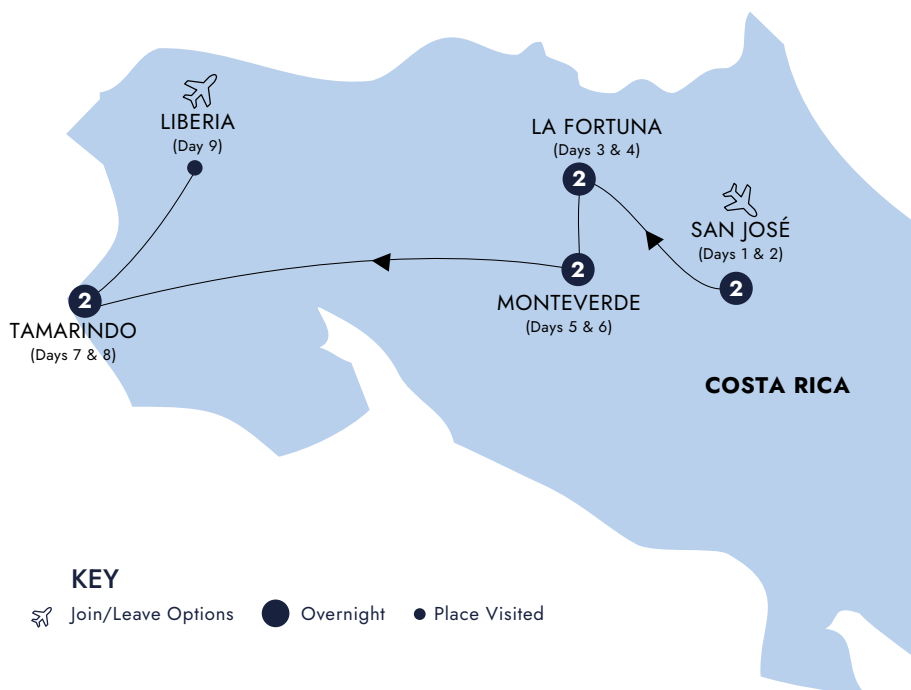 LIBERIA
(Day 9)
LA FORTUNA
(Days 3 & 4)
2
SAN JOSÉ
(Days 1 & 2)
2
2
MONTEVERDE
(Days 5 & 6)
2
TAMARINDO
(Days 7 & 8)
COSTA RICA
KEY
Join/Leave Options
Overnight
Place Visited